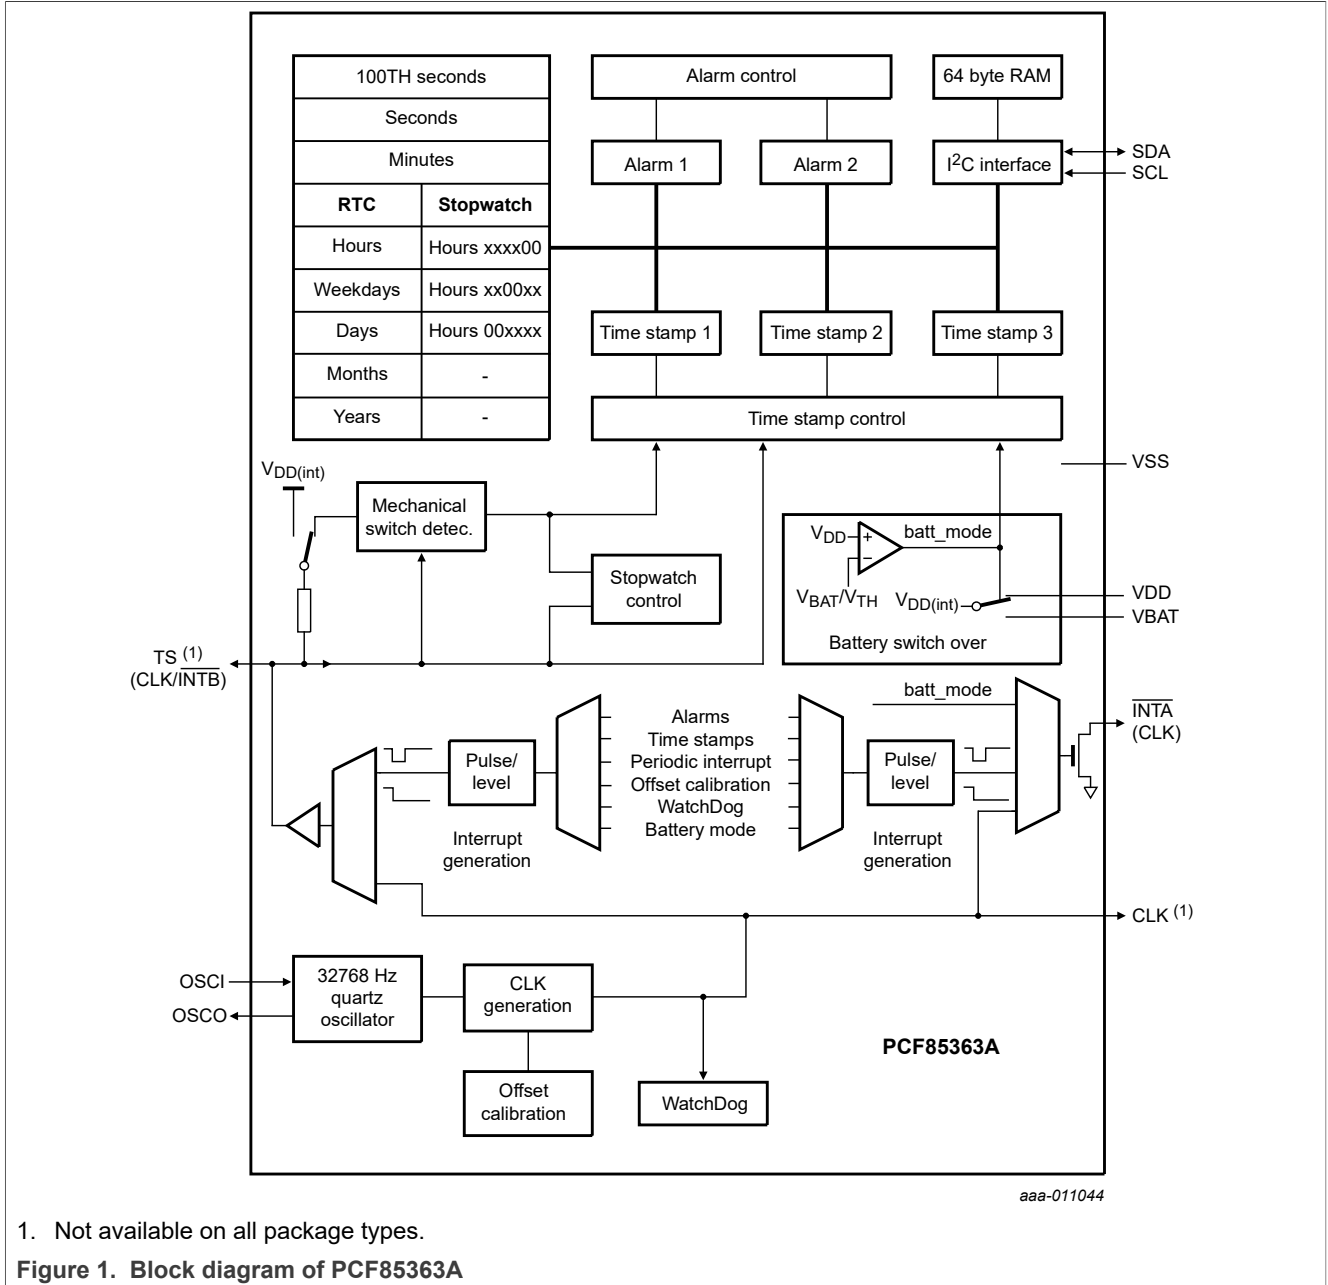 100TH seconds
Seconds
Minutes
RTC Stopwatch
Hours Hours xxxx00
Weekdays Hours xx00xx
Days Hours 00xxxx
Months -
Years -
Alarm control
64 byte RAM
Alarm 1
Alarm 2
I2C interface
SDA
SCL
Time stamp 1
Time stamp 2
Time stamp 3
Time stamp control
VSS
VDD(int)
Mechanical
switch detec.
Stopwatch
control
VDD
+
−
batt_mode
VBAT/VTH
VDD(int)
Battery switch over
VDD
VBAT
TS (1)
(CLK/INTB)
batt_mode
INTA
(CLK)
Pulse/
level
Interrupt
generation
Alarms
Time stamps
Periodic interrupt
Offset calibration
WatchDog
Battery mode
Pulse/
level
Interrupt
generation
CLK (1)
OSCI
OSCO
32768 Hz
quartz
oscillator
CLK
generation
Offset
calibration
WatchDog
PCF85363A
aaa-011044
1. Not available on all package types.
Figure 1. Block diagram of PCF85363A